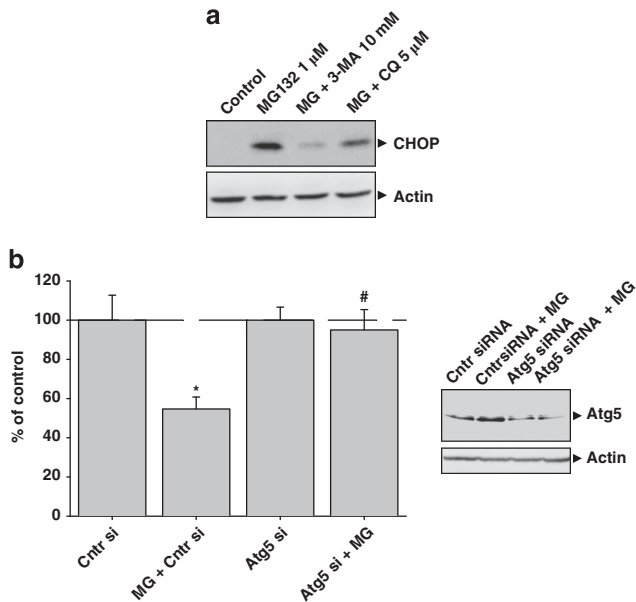 a
Control
MG132 1 μM
MG + 3-MA 10 mM
MG + CQ 5 μM
CHOP
Actin
b
% of control
120
100
80
60
40
20
0
*
#
Cntr si
MG + Cntr si
Atg5 si
Atg5 si + MG
Cntr siRNA
CntrsiRNA + MG
Atg5 siRNA
Atg5 siRNA + MG
Atg5
Actin